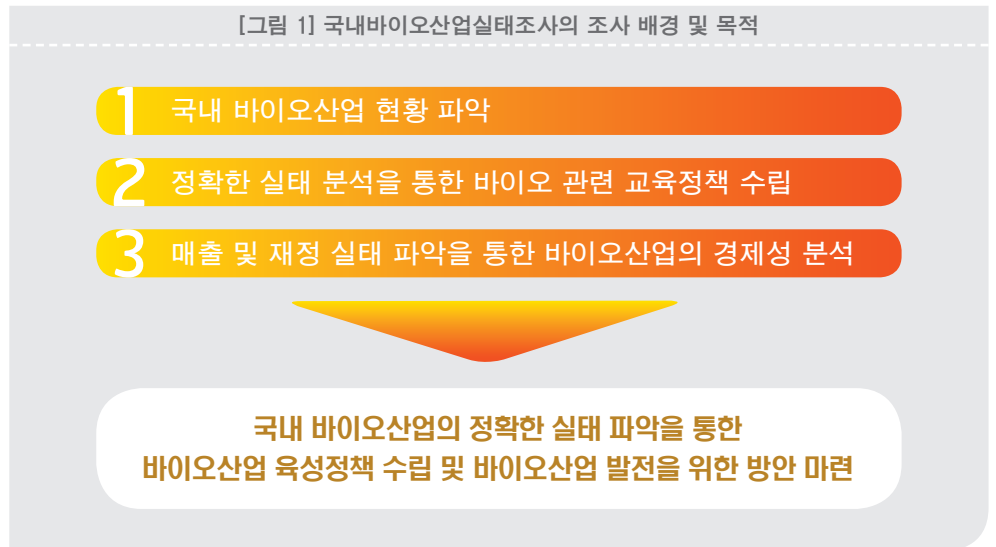 [그림 1] 국내바이오산업실태조사의 조사 배경 및 목적
1 국내 바이오산업 현황 파악
2 정확한 실태 분석을 통한 바이오 관련 교육정책 수립
3 매출 및 재정 실태 파악을 통한 바이오산업의 경제성 분석
국내 바이오산업의 정확한 실태 파악을 통한
바이오산업 육성정책 수립 및 바이오산업 발전을 위한 방안 마련